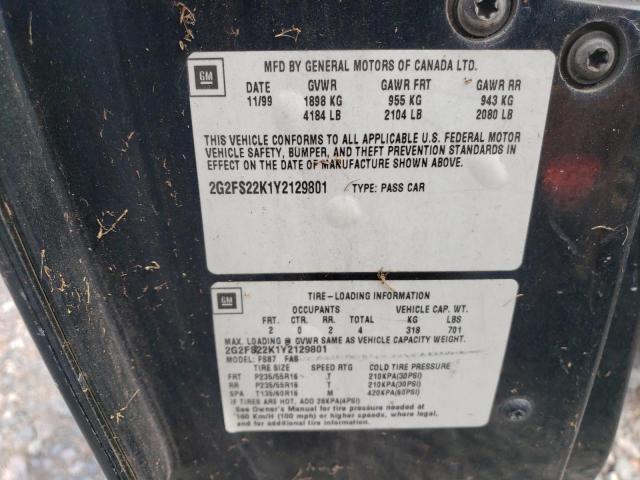 GM
MFD BY GENERAL MOTORS OF CANADA LTD.
DATE GVWR GAWR FRT GAWR RR
11/99 1898 KG 955 KG 943 KG
4184 LB 2104 LB 2080 LB
THIS VEHICLE CONFORMS TO ALL APPLICABLE U.S. FEDERAL MOTOR
VEHICLE SAFETY, BUMPER, AND THEFT PREVENTION STANDARDS IN
EFFECT ON THE DATE OF MANUFACTURE SHOWN ABOVE.
2G2FS22K1Y2129801 TYPE: PASS CAR
GM
TIRE-LOADING INFORMATION
OCCUPANTS VEHICLE CAP. WT.
FRT. CTR. RR. TOTAL KG LBS
2 0 2 4 318 701
MAX. LOADING @ GVWR SAME AS VEHICLE CAPACITY WEIGHT.
2G2FS22K1Y2129801
MODEL: FS87 FAB
TIRE SIZE SPEED RTG COLD TIRE PRESSURE
FRT P235/55R16 T 210KPA(30PSI)
RR P235/55R16 T 210KPA(30PSI)
SPA T135/60R16 M 420KPA(60PSI)
IF TIRES ARE HOT, ADD 28KPA(4PSI)
See Owner's Manual for tire pressure needed at
160 Km/H (100 mph) or higher speeds, where legal,
and for additional tire information.